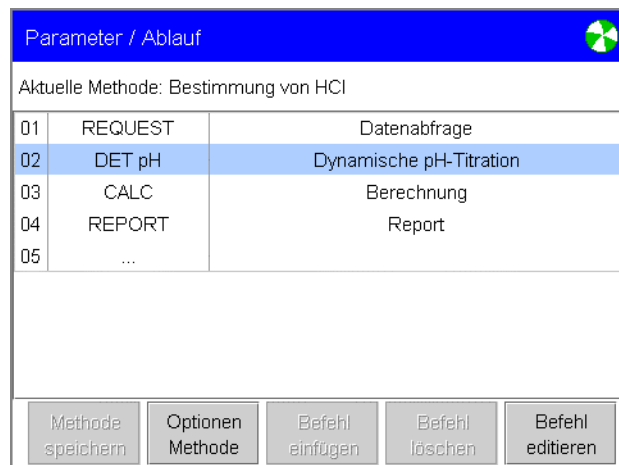 Parameter / Ablauf
Aktuelle Methode: Bestimmung von HCl
01 REQUEST Datenabfrage
02 DET pH Dynamische pH-Titration
03 CALC Berechnung
04 REPORT Report
05 ...
Methode speichern
Optionen Methode
Befehl einfügen
Befehl löschen
Befehl editieren